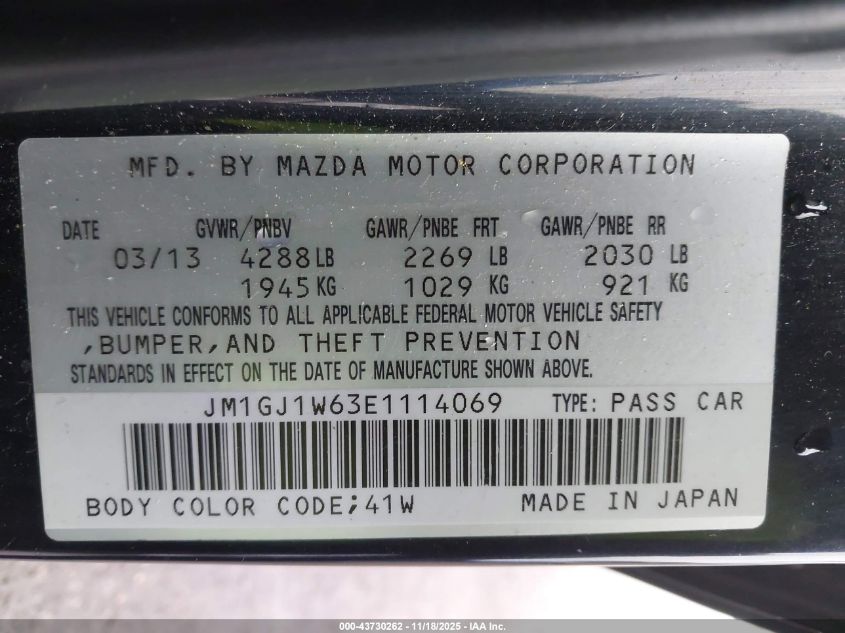 MFD. BY MAZDA MOTOR CORPORATION
DATE GVWR/PNBV GAWR/PNBE FRT GAWR/PNBE RR
03/13 4288 LB 2269 LB 2030 LB
1945 KG 1029 KG 921 KG
THIS VEHICLE CONFORMS TO ALL APPLICABLE FEDERAL MOTOR VEHICLE SAFETY
,BUMPER,AND THEFT PREVENTION
STANDARDS IN EFFECT ON THE DATE OF MANUFACTURE SHOWN ABOVE.
JM1GJ1W63E1114069 TYPE: PASS CAR
BODY COLOR CODE;41W MADE IN JAPAN
000-43730262 - 11/18/2025 - IAA Inc.